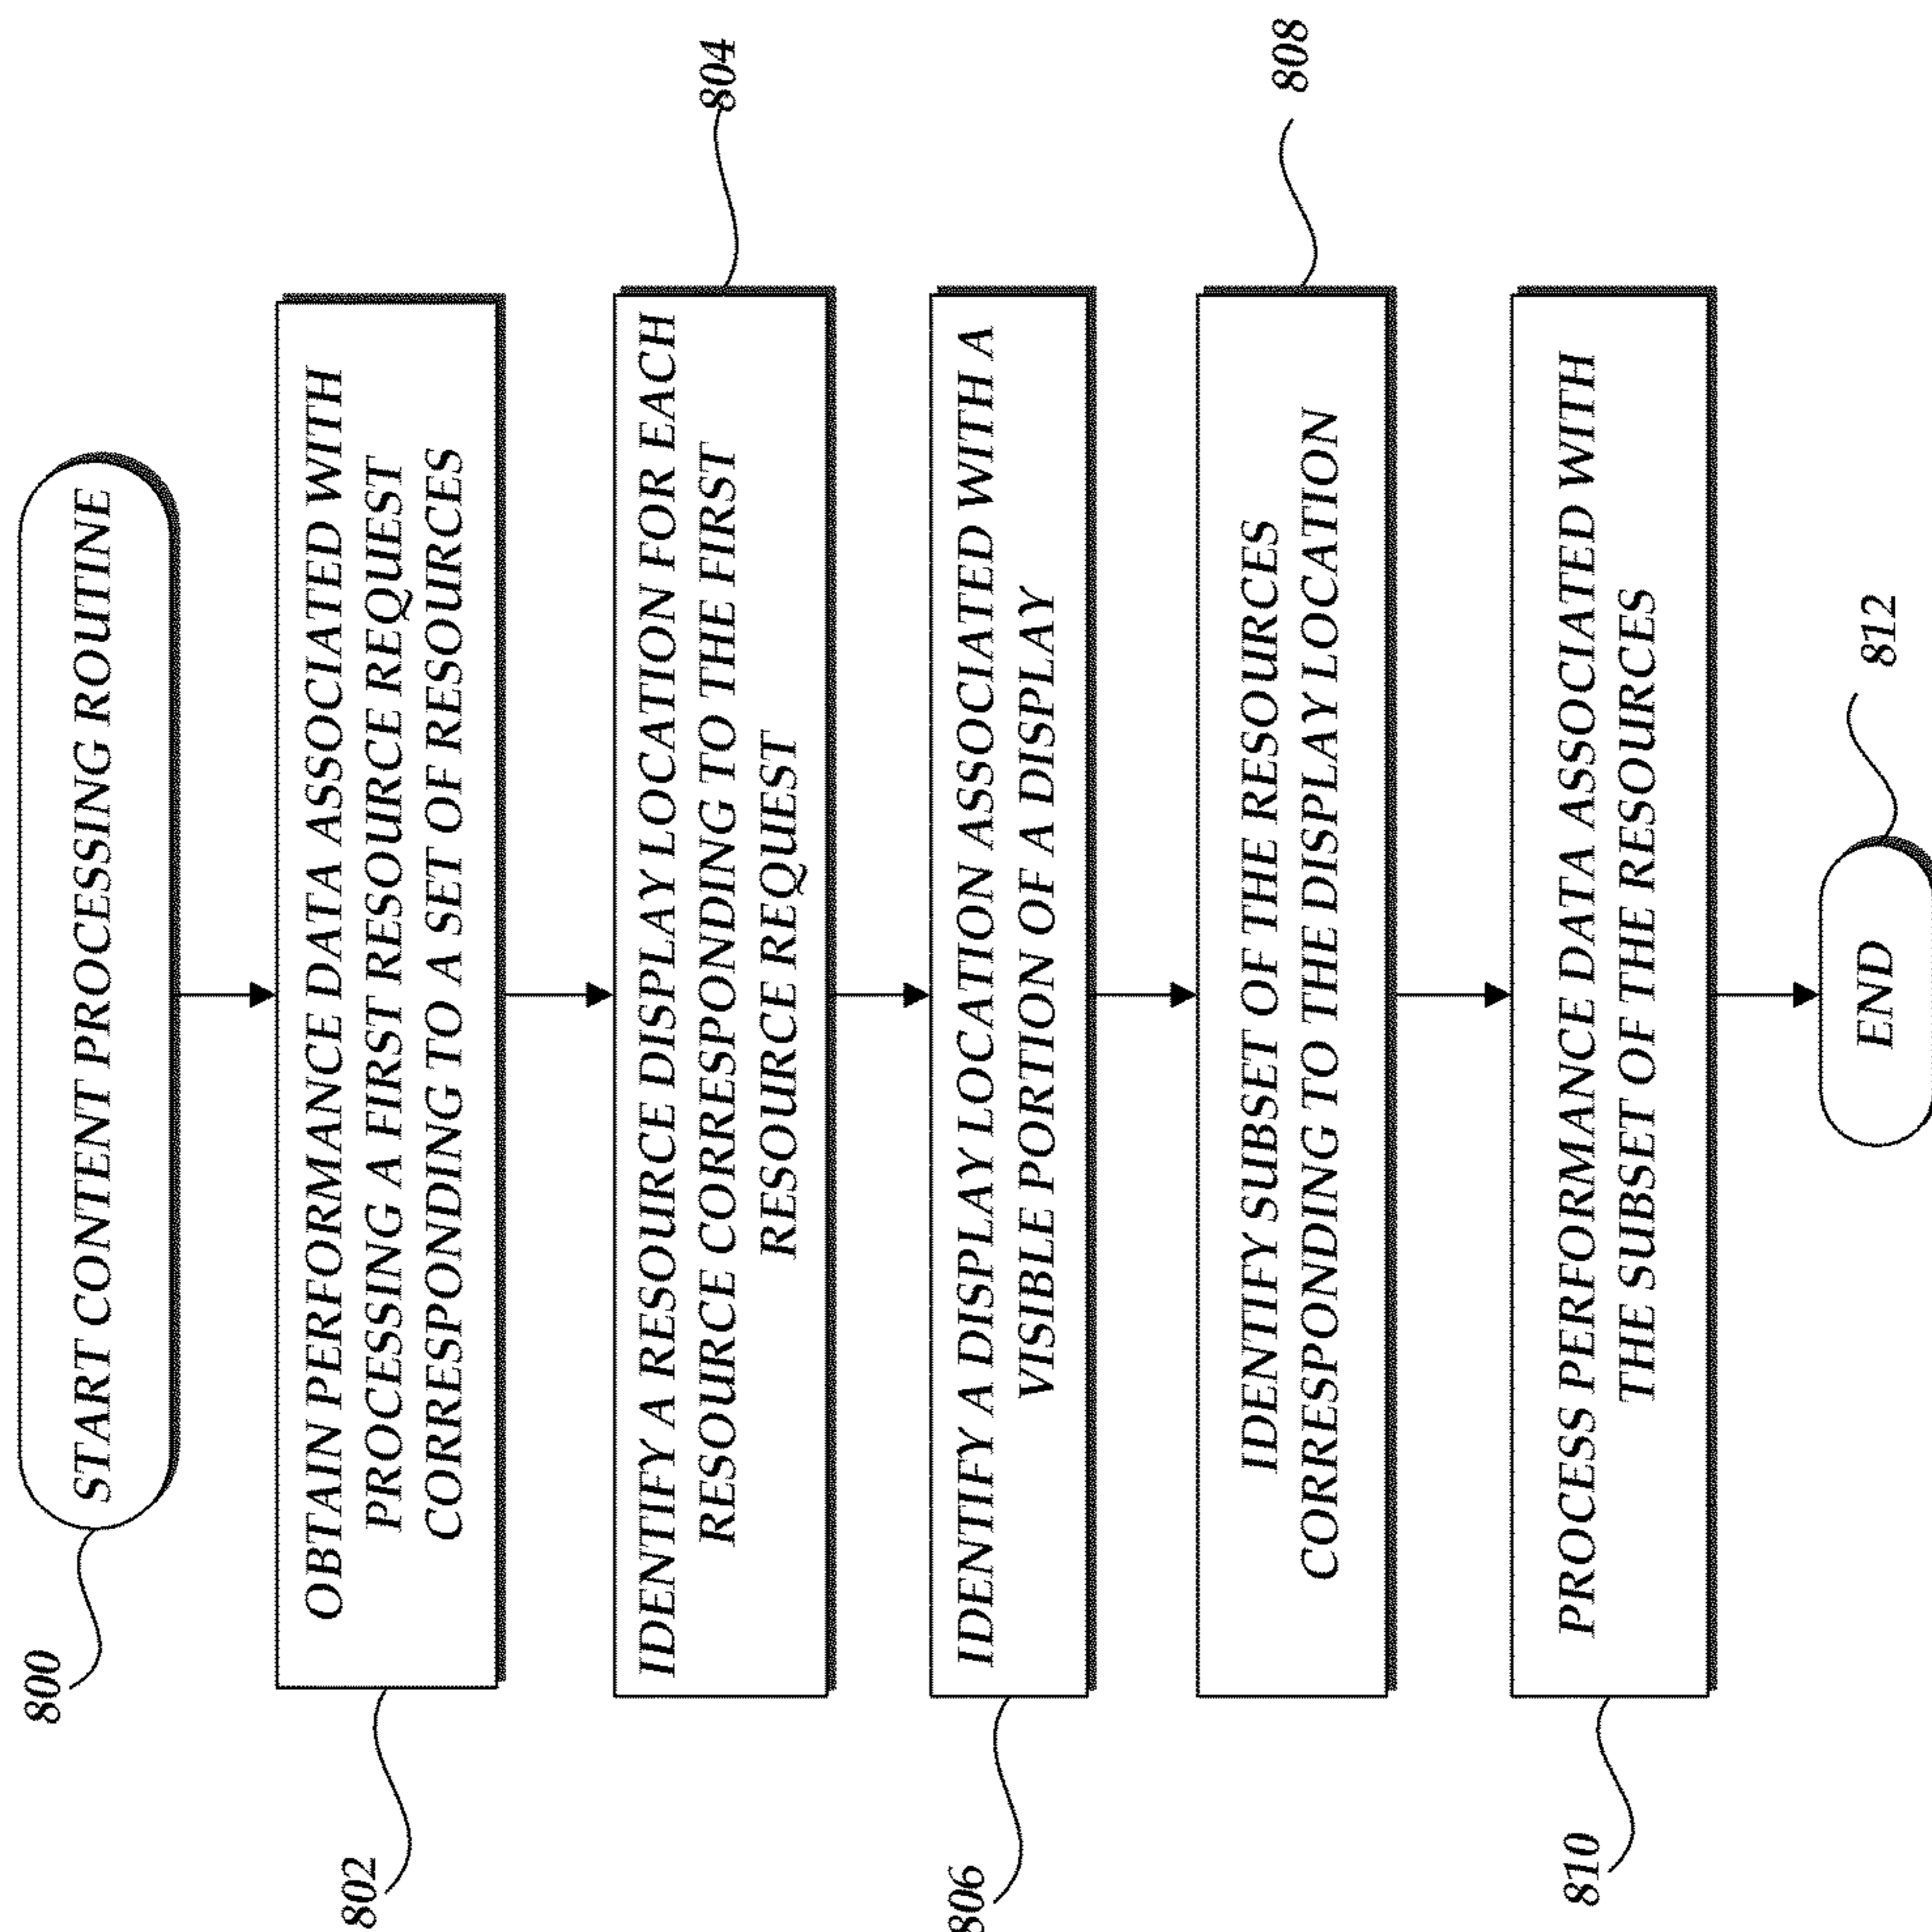 800
START CONTENT PROCESSING ROUTINE
802
OBTAIN PERFORMANCE DATA ASSOCIATED WITH
PROCESSING A FIRST RESOURCE REQUEST
CORRESPONDING TO A SET OF RESOURCES
804
IDENTIFY A RESOURCE DISPLAY LOCATION FOR EACH
RESOURCE CORRESPONDING TO THE FIRST
RESOURCE REQUEST
806
IDENTIFY A DISPLAY LOCATION ASSOCIATED WITH A
VISIBLE PORTION OF A DISPLAY
808
IDENTIFY SUBSET OF THE RESOURCES
CORRESPONDING TO THE DISPLAY LOCATION
810
PROCESS PERFORMANCE DATA ASSOCIATED WITH
THE SUBSET OF THE RESOURCES
812
END